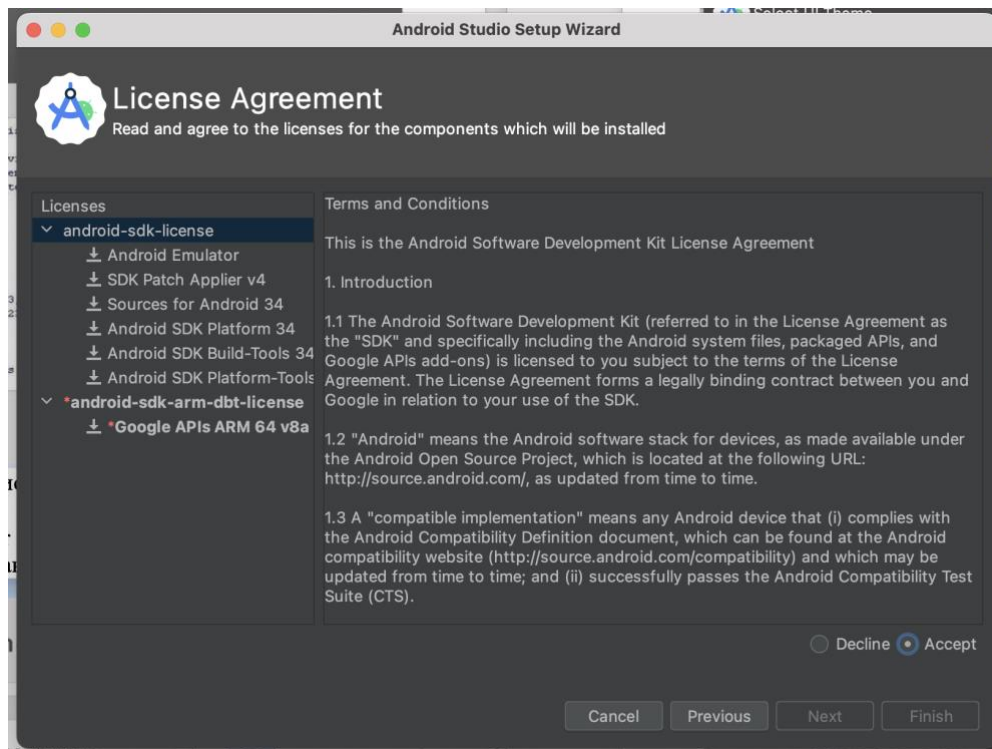 Select UI Theme
Android Studio Setup Wizard
License Agreement
Read and agree to the licenses for the components which will be installed
Licenses
android-sdk-license
Android Emulator
SDK Patch Applier v4
Sources for Android 34
Android SDK Platform 34
Android SDK Build-Tools 34
Android SDK Platform-Tools
*android-sdk-arm-dbt-license
*Google APIs ARM 64 v8a
Terms and Conditions
This is the Android Software Development Kit License Agreement
1. Introduction
1.1 The Android Software Development Kit (referred to in the License Agreement as
the "SDK" and specifically including the Android system files, packaged APIs, and
Google APIs add-ons) is licensed to you subject to the terms of the License
Agreement. The License Agreement forms a legally binding contract between you and
Google in relation to your use of the SDK.
1.2 "Android" means the Android software stack for devices, as made available under
the Android Open Source Project, which is located at the following URL:
http://source.android.com/, as updated from time to time.
1.3 A "compatible implementation" means any Android device that (i) complies with
the Android Compatibility Definition document, which can be found at the Android
compatibility website (http://source.android.com/compatibility) and which may be
updated from time to time; and (ii) successfully passes the Android Compatibility Test
Suite (CTS).
Decline Accept
Cancel Previous Next Finish